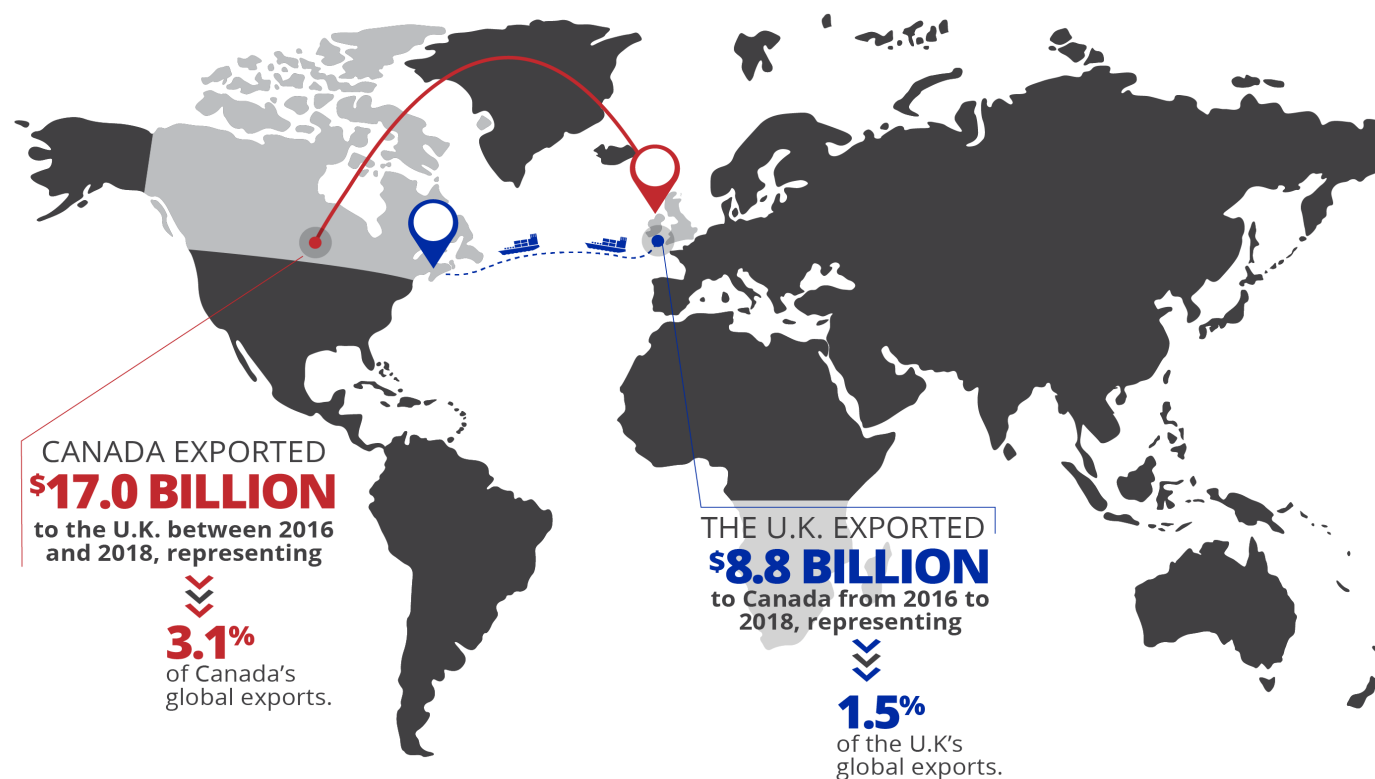 CANADA EXPORTED
$17.0 BILLION
to the U.K. between 2016
and 2018, representing
3.1%
of Canada’s
global exports.
THE U.K. EXPORTED
$8.8 BILLION
to Canada from 2016 to
2018, representing
1.5%
of the U.K’s
global exports.